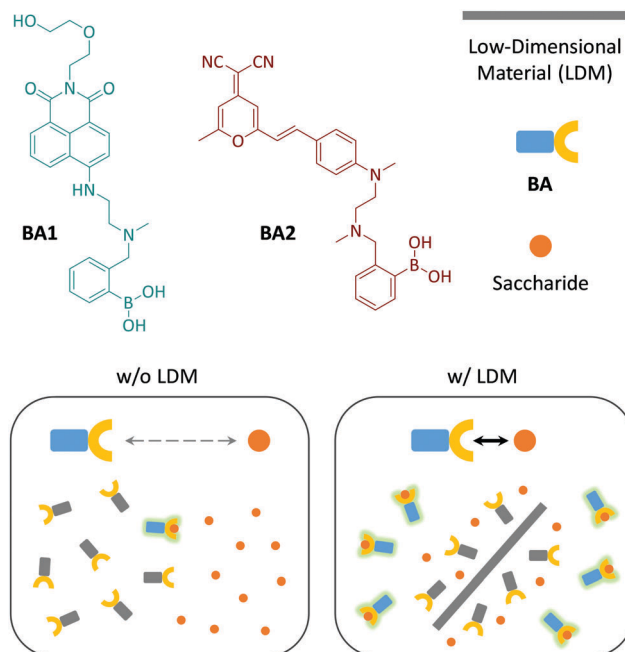 HO
O
N
O
O
HN
BA1
N
B
OH
OH
NC
CN
O
N
BA2
N
B
OH
OH
Low-Dimensional
Material (LDM)
BA
Saccharide
w/o LDM
w/ LDM